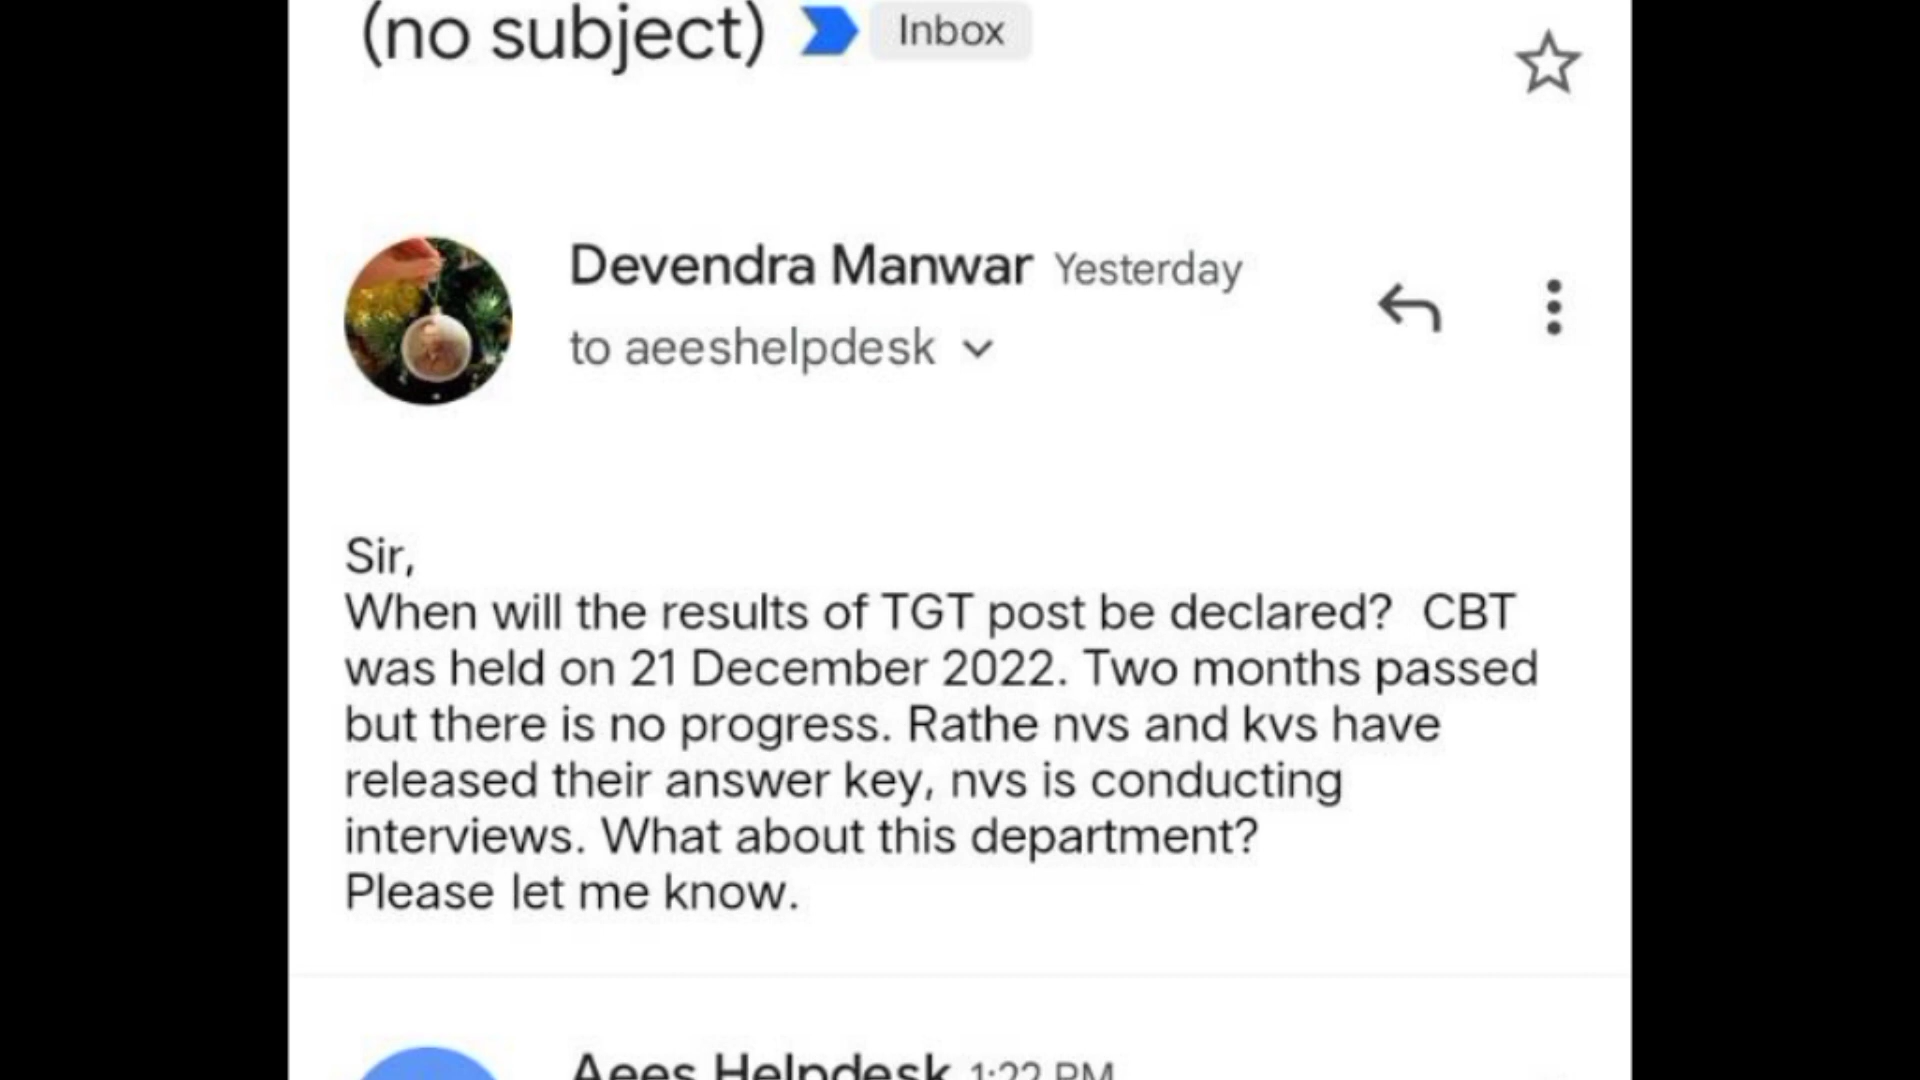 (no subject) Inbox
Devendra Manwar Yesterday
to aeeshelpdesk
Sir,
When will the results of TGT post be declared?  CBT
was held on 21 December 2022. Two months passed
but there is no progress. Rathe nvs and kvs have
released their answer key, nvs is conducting
interviews. What about this department?
Please let me know.
Aees Helpdesk 1:22 PM